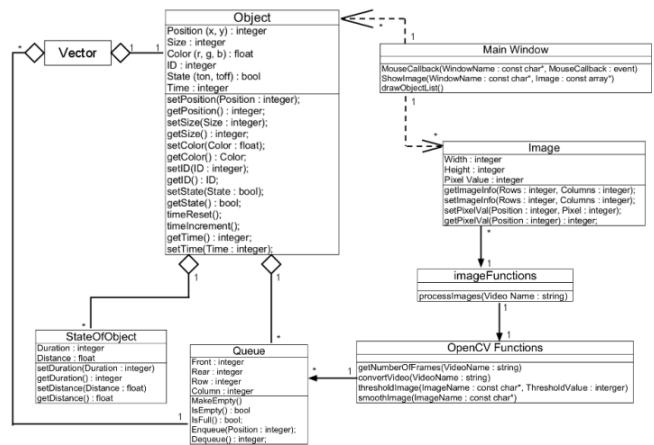 Object
Position (x, y) : integer
Size : integer
Color (r, g, b) : float
ID : integer
State (ton, toff) : bool
Time : integer
setPosition(Position : integer);
getPosition() : integer;
setSize(Size : integer);
getSize() : integer;
setColor(Color : float);
getColor() : Color;
setID(ID : integer);
getID() : ID;
setState(State : bool);
getState() : bool;
timeReset();
timeIncrement();
getTime() : integer;
setTime(Time : integer);
Vector
*
1
1
*
1
Main Window
MouseCallback(WindowName : const char*, MouseCallback : event)
ShowImage(WindowName : const char*, Image : const array*)
drawObjectList()
1
*
Image
Width : integer
Height : integer
Pixel Value : integer
getImageInfo(Rows : integer, Columns : integer);
setImageInfo(Rows : integer, Columns : integer);
setPixelVal(Position : integer, Pixel : integer);
getPixelVal(Position : integer) : integer;
*
1
imageFunctions
processImages(Video Name : string)
1
1
OpenCV Functions
getNumberOfFrames(VideoName : string)
convertVideo(VideoName : string)
thresholdImage(ImageName : const char*, ThresholdValue : interger)
smoothImage(ImageName : const char*)
1
*
1
1
*
*
StateOfObject
Duration : integer
Distance : float
setDuration(Duration : integer)
getDuration() : integer
setDistance(Distance : float)
getDistance() : float
Queue
Front : integer
Rear : integer
Row : integer
Column : integer
MakeEmpty()
IsEmpty() : bool
IsFull() : bool;
Enqueue(Position : integer);
Dequeue() : integer;
1